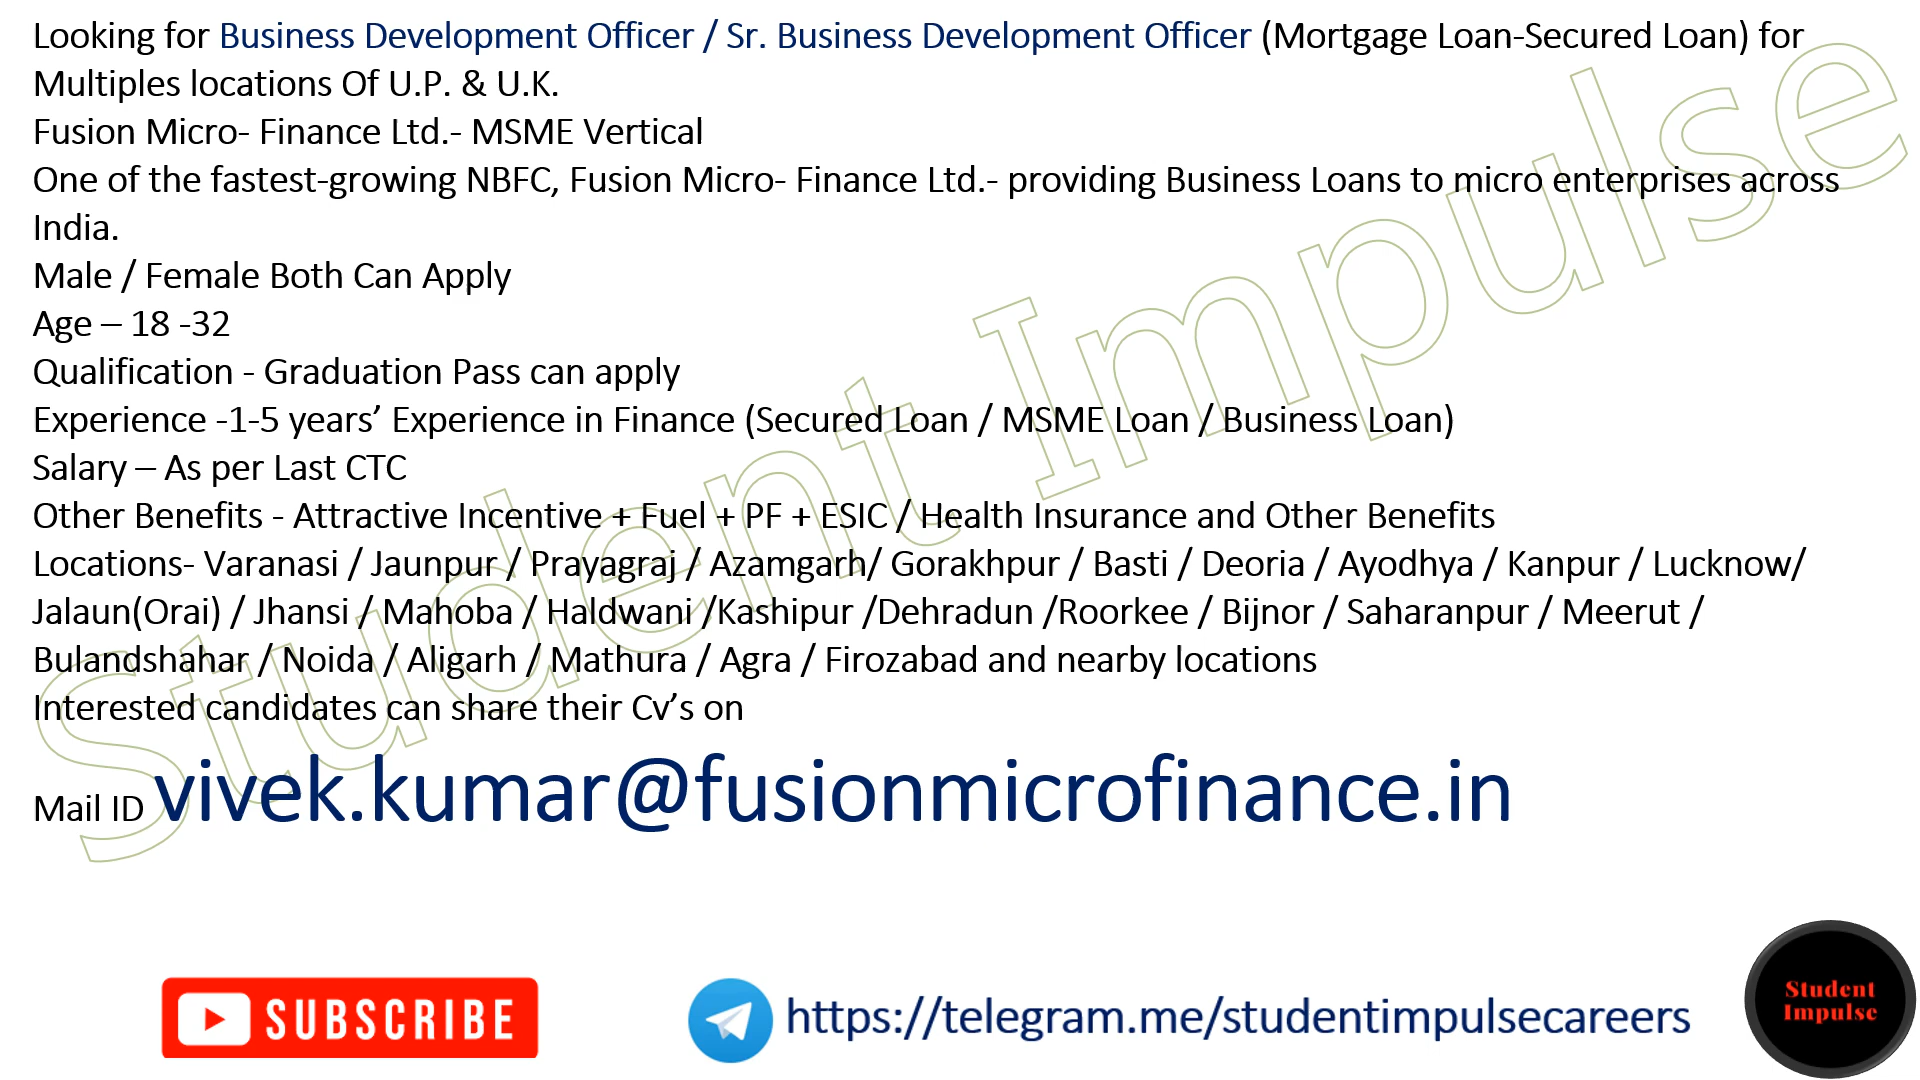 Looking for Business Development Officer / Sr. Business Development Officer (Mortgage Loan-Secured Loan) for
Multiples locations Of U.P. & U.K.
Fusion Micro- Finance Ltd.- MSME Vertical
One of the fastest-growing NBFC, Fusion Micro- Finance Ltd.- providing Business Loans to micro enterprises across
India.
Male / Female Both Can Apply
Age – 18 -32
Qualification - Graduation Pass can apply
Experience -1-5 years’ Experience in Finance (Secured Loan / MSME Loan / Business Loan)
Salary – As per Last CTC
Other Benefits - Attractive Incentive + Fuel + PF + ESIC / Health Insurance and Other Benefits
Locations- Varanasi / Jaunpur / Prayagraj / Azamgarh/ Gorakhpur / Basti / Deoria / Ayodhya / Kanpur / Lucknow/
Jalaun(Orai) / Jhansi / Mahoba / Haldwani /Kashipur /Dehradun /Roorkee / Bijnor / Saharanpur / Meerut /
Bulandshahar / Noida / Aligarh / Mathura / Agra / Firozabad and nearby locations
Interested candidates can share their Cv’s on
Mail ID vivek.kumar@fusionmicrofinance.in
Student Impulse
SUBSCRIBE
https://telegram.me/studentimpulsecareers
Student
Impulse